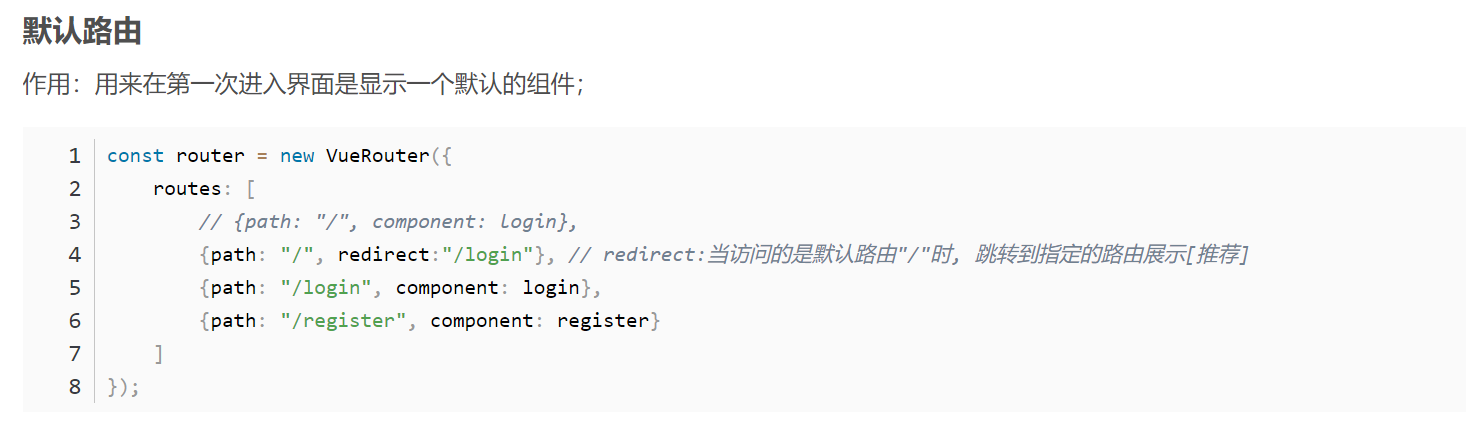 默认路由
作用：用来在第一次进入界面是显示一个默认的组件；
1 const router = new VueRouter({
2     routes: [
3         // {path: "/", component: login},
4         {path: "/", redirect:"/login"}, // redirect:当访问的是默认路由"/"时, 跳转到指定的路由展示[推荐]
5         {path: "/login", component: login},
6         {path: "/register", component: register}
7     ]
8 });